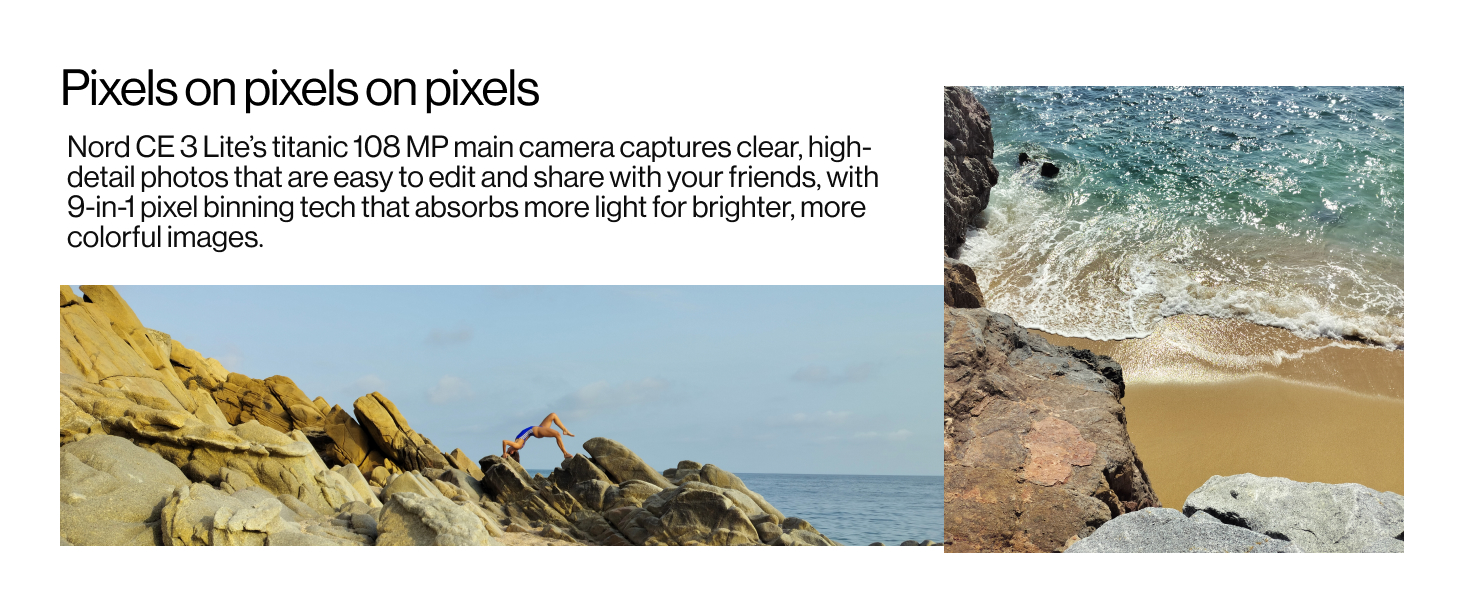 Pixels on pixels on pixels
Nord CE 3 Lite’s titanic 108 MP main camera captures clear, high-
detail photos that are easy to edit and share with your friends, with
9-in-1 pixel binning tech that absorbs more light for brighter, more
colorful images.